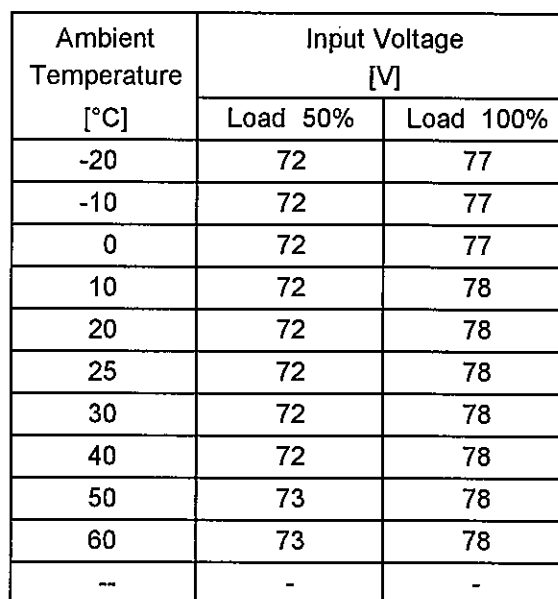 Ambient Temperature [°C] Input Voltage [V]
Load 50% Load 100%
-20 72 77
-10 72 77
0 72 77
10 72 78
20 72 78
25 72 78
30 72 78
40 72 78
50 73 78
60 73 78
-- - -